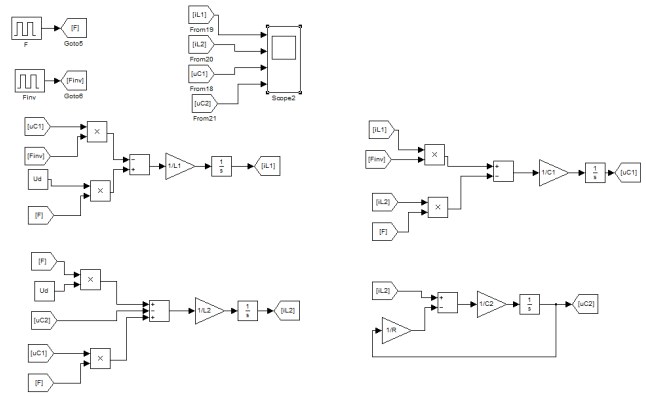 F
[F]
Goto5
Finv
[Finv]
Goto6
[iL1]
From19
[iL2]
From20
[uC1]
From18
[uC2]
From21
Scope2
[uC1]
[Finv]
×
Ud
[F]
×
−
+
1/L1
1
s
[iL1]
[iL1]
[Finv]
×
[iL2]
[F]
×
+
−
1/C1
1
s
[uC1]
[F]
Ud
×
[uC2]
[uC1]
[F]
×
+
−
+
1/L2
1
s
[iL2]
[iL2]
+
−
1/R
1/C2
1
s
[uC2]